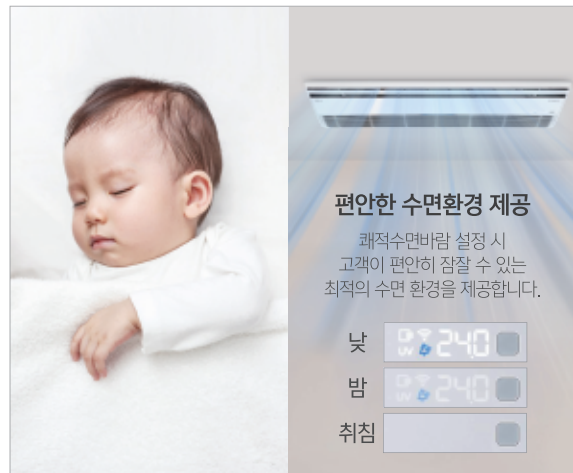 편안한 수면환경 제공
쾌적수면바람 설정 시
고객이 편안히 잠잘 수 있는
최적의 수면 환경을 제공합니다.
낮 UV 24.0
밤 UV 24.0
취침